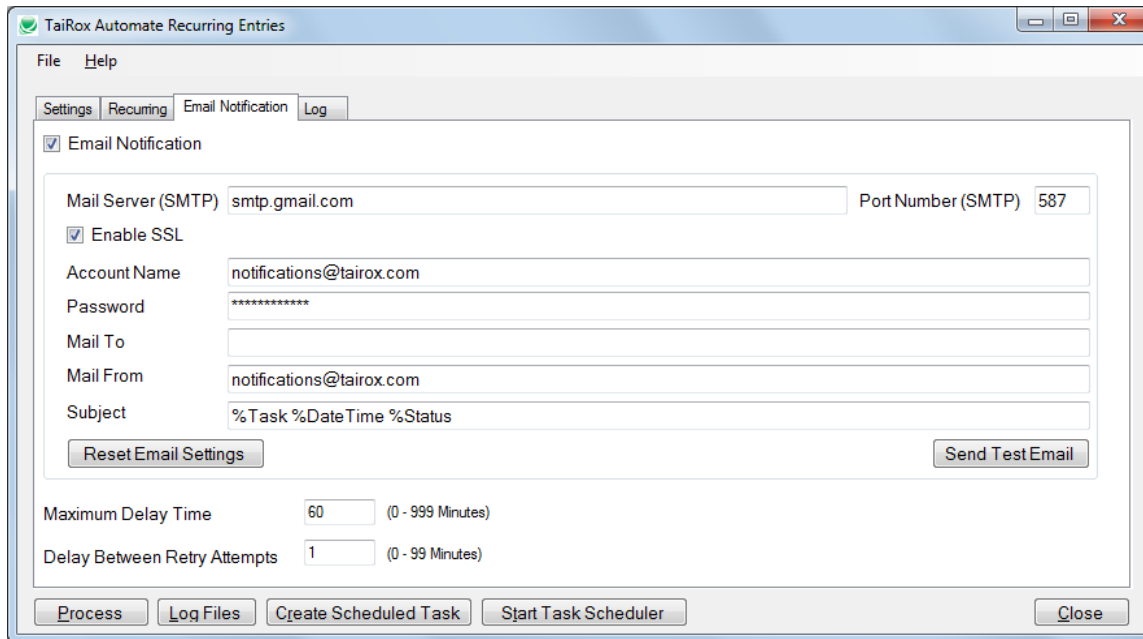 TaiRox Automate Recurring Entries
File Help
Settings Recurring Email Notification Log
Email Notification
Mail Server (SMTP) smtp.gmail.com Port Number (SMTP) 587
Enable SSL
Account Name notifications@tairox.com
Password ************
Mail To
Mail From notifications@tairox.com
Subject %Task %DateTime %Status
Reset Email Settings Send Test Email
Maximum Delay Time 60 (0 - 999 Minutes)
Delay Between Retry Attempts 1 (0 - 99 Minutes)
Process Log Files Create Scheduled Task Start Task Scheduler Close